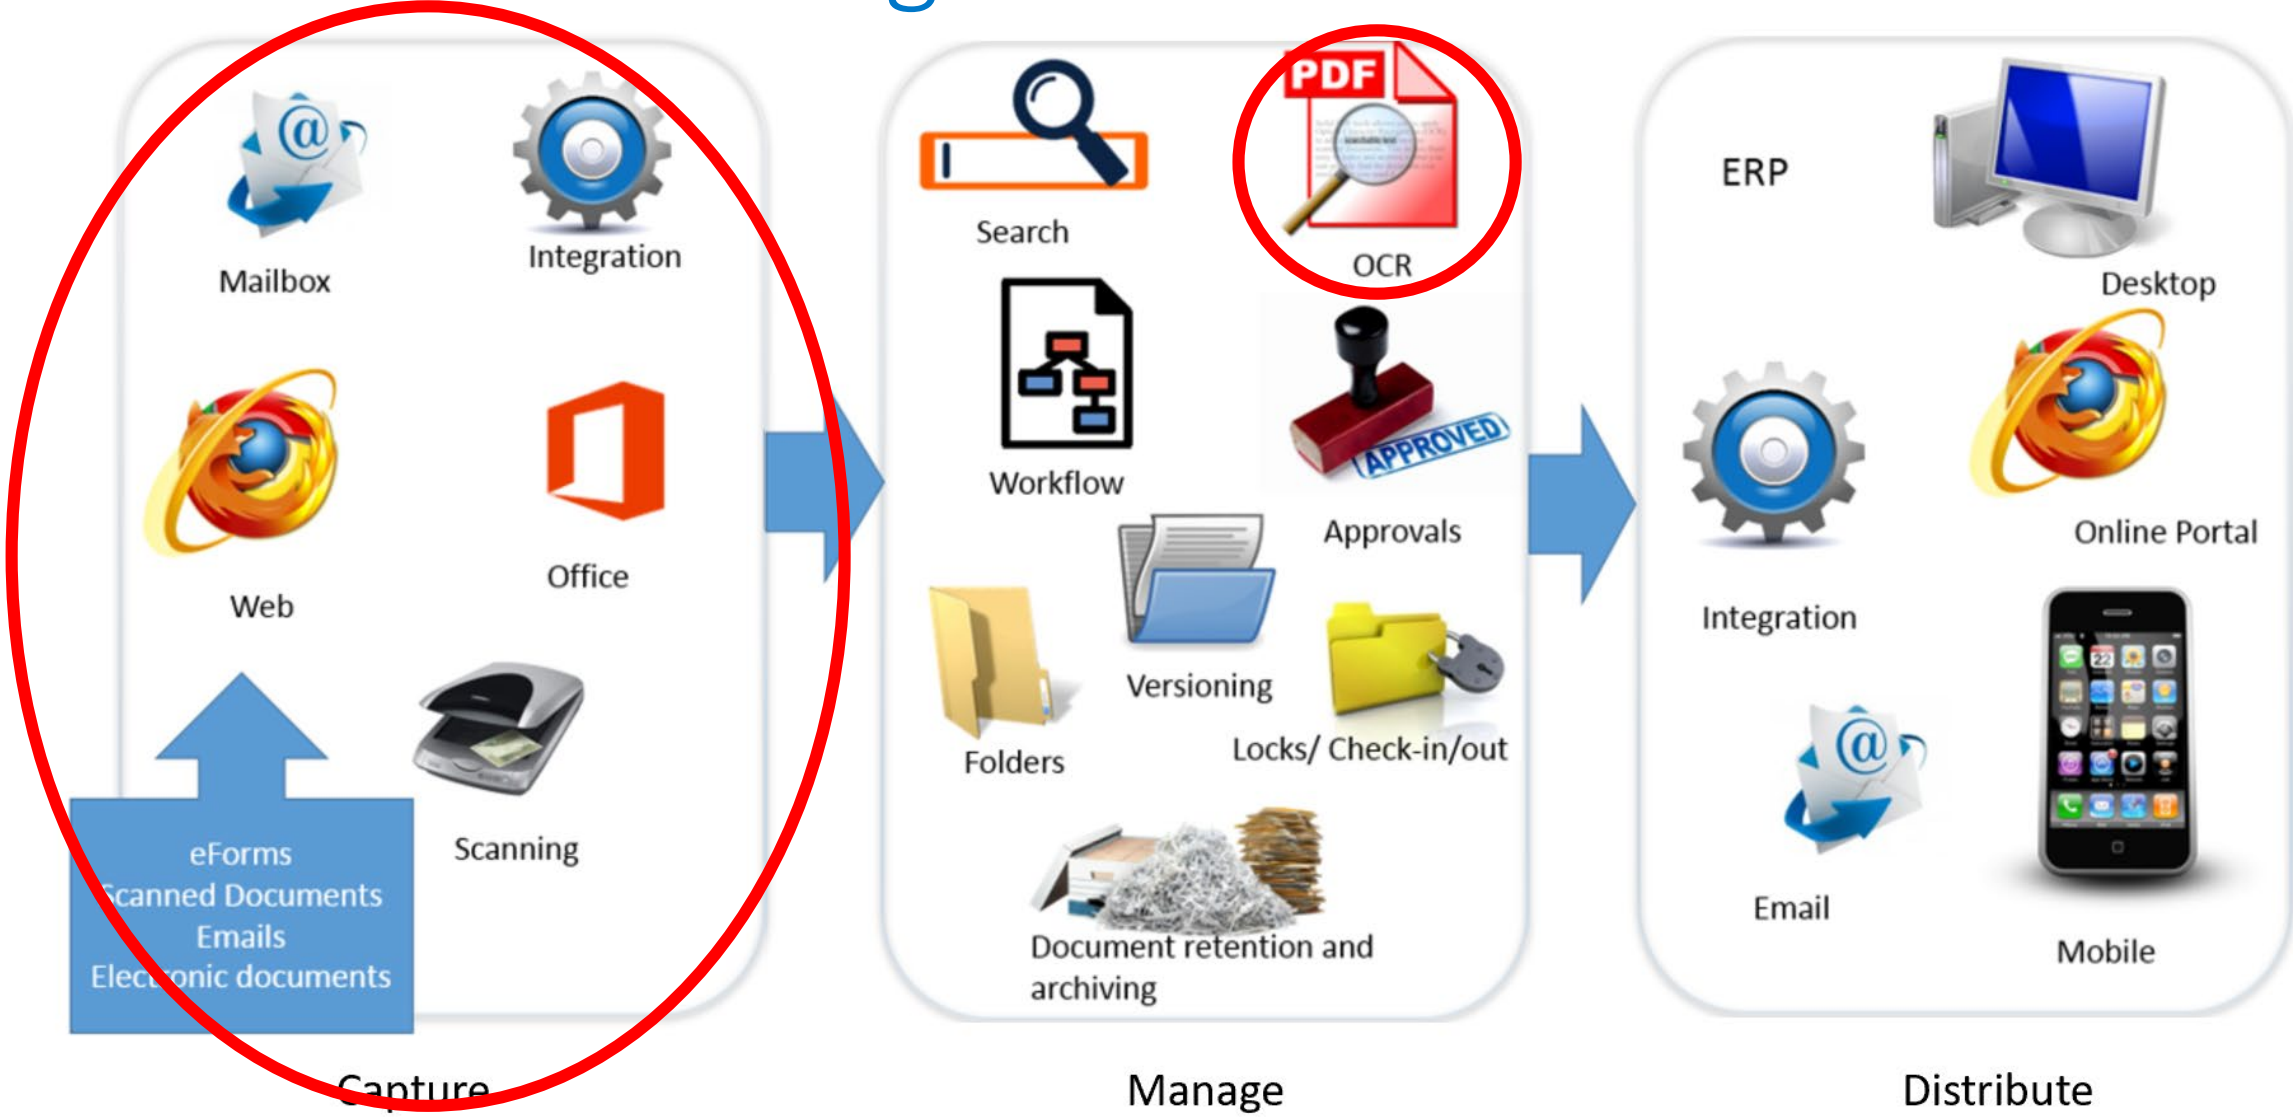 Mailbox
Integration
Web
Office
Scanning
eForms
Scanned Documents
Emails
Electronic documents
Capture
Search
PDF
OCR
Workflow
APPROVED
Approvals
Versioning
Folders
Locks/ Check-in/out
Document retention and
archiving
Manage
ERP
Desktop
Online Portal
Integration
Email
Mobile
Distribute